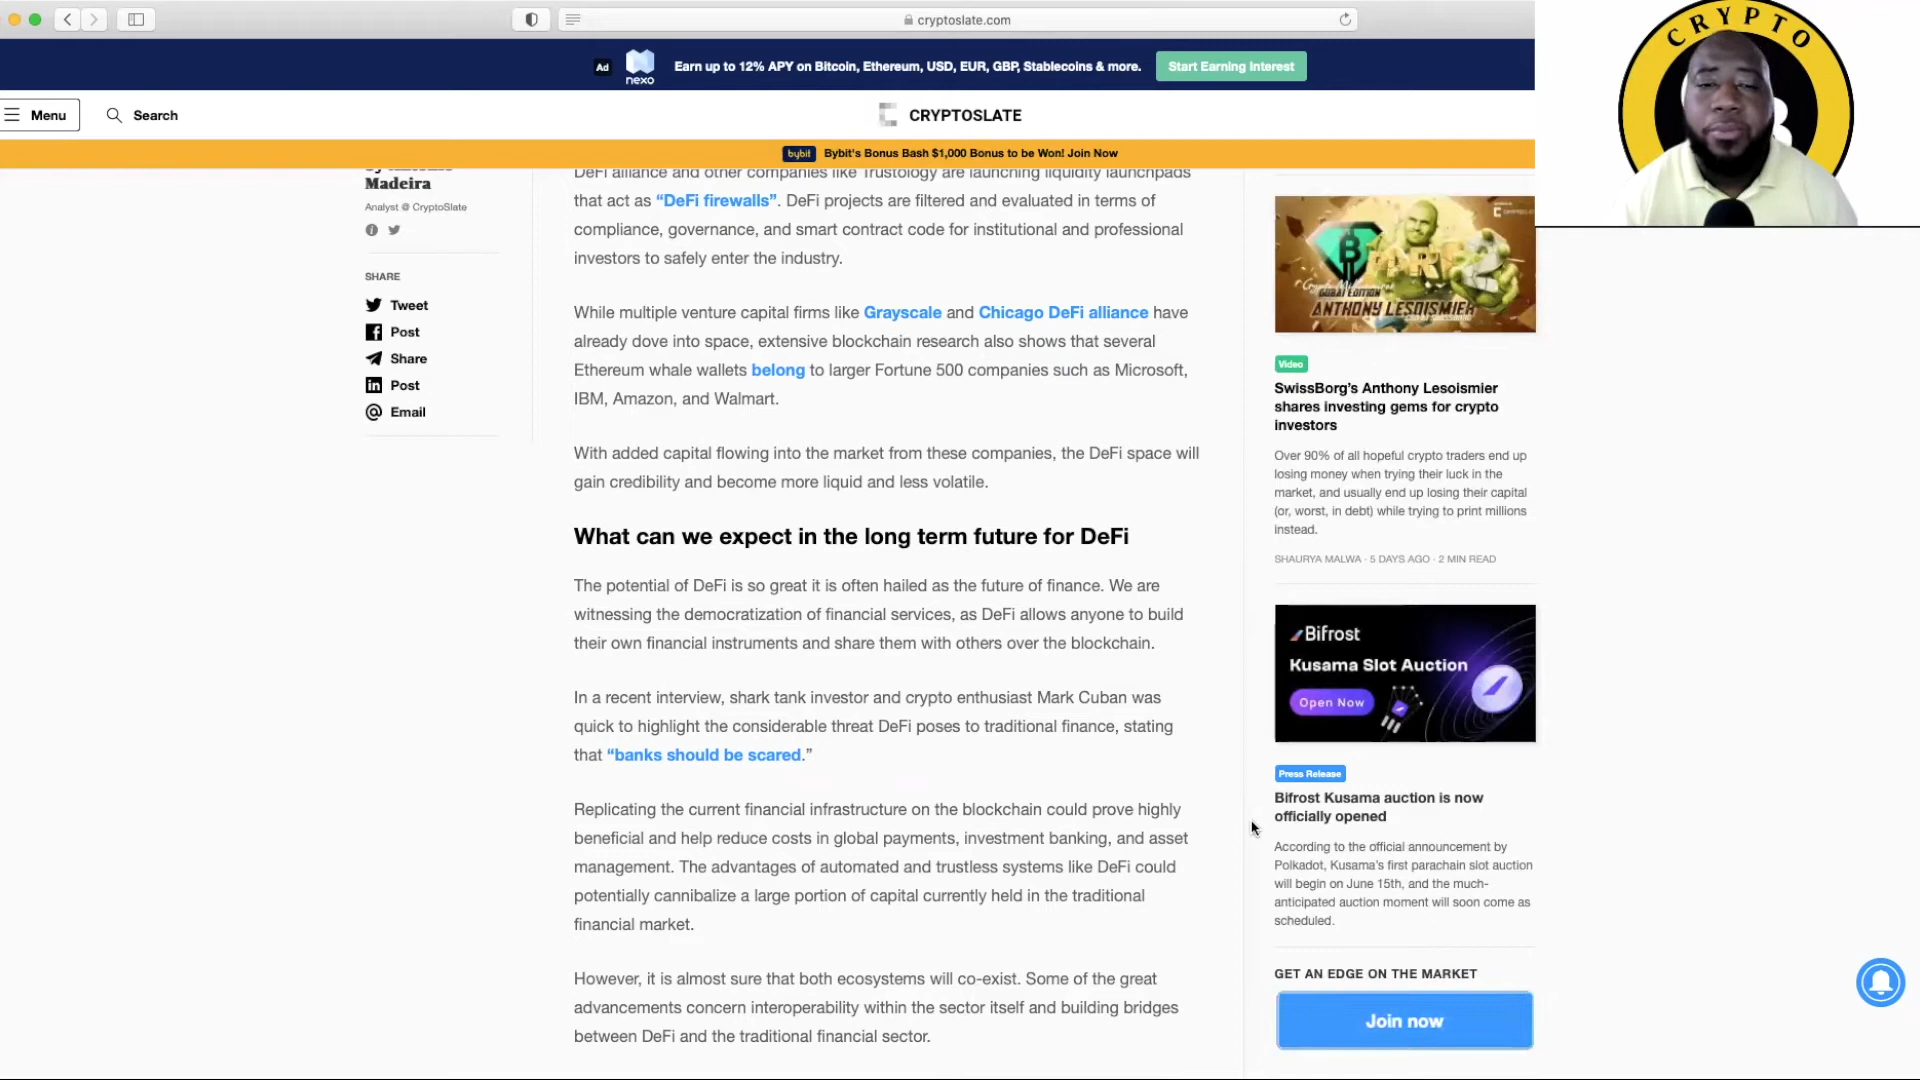 cryptoslate.com
Ad
nexo
Earn up to 12% APY on Bitcoin, Ethereum, USD, EUR, GBP, Stablecoins & more.
Start Earning Interest
CRYPTO
Menu
Search
CRYPTOSLATE
bybit
Bybit's Bonus Bash $1,000 Bonus to be Won! Join Now
Madeira
Analyst @ CryptoSlate
SHARE
Tweet
Post
Share
Post
Email
DeFi alliance and other companies like Trustology are launching liquidity launchpads
that act as “DeFi firewalls”. DeFi projects are filtered and evaluated in terms of
compliance, governance, and smart contract code for institutional and professional
investors to safely enter the industry.
While multiple venture capital firms like Grayscale and Chicago DeFi alliance have
already dove into space, extensive blockchain research also shows that several
Ethereum whale wallets belong to larger Fortune 500 companies such as Microsoft,
IBM, Amazon, and Walmart.
With added capital flowing into the market from these companies, the DeFi space will
gain credibility and become more liquid and less volatile.
What can we expect in the long term future for DeFi
The potential of DeFi is so great it is often hailed as the future of finance. We are
witnessing the democratization of financial services, as DeFi allows anyone to build
their own financial instruments and share them with others over the blockchain.
In a recent interview, shark tank investor and crypto enthusiast Mark Cuban was
quick to highlight the considerable threat DeFi poses to traditional finance, stating
that “banks should be scared.”
Replicating the current financial infrastructure on the blockchain could prove highly
beneficial and help reduce costs in global payments, investment banking, and asset
management. The advantages of automated and trustless systems like DeFi could
potentially cannibalize a large portion of capital currently held in the traditional
financial market.
However, it is almost sure that both ecosystems will co-exist. Some of the great
advancements concern interoperability within the sector itself and building bridges
between DeFi and the traditional financial sector.
ANTHONY LESOISMIER
Video
SwissBorg’s Anthony Lesoismier
shares investing gems for crypto
investors
Over 90% of all hopeful crypto traders end up
losing money when trying their luck in the
market, and usually end up losing their capital
(or, worst, in debt) while trying to print millions
instead.
SHAURYA MALWA · 5 DAYS AGO · 2 MIN READ
Bifrost
Kusama Slot Auction
Open Now
Press Release
Bifrost Kusama auction is now
officially opened
According to the official announcement by
Polkadot, Kusama’s first parachain slot auction
will begin on June 15th, and the much-
anticipated auction moment will soon come as
scheduled.
GET AN EDGE ON THE MARKET
Join now